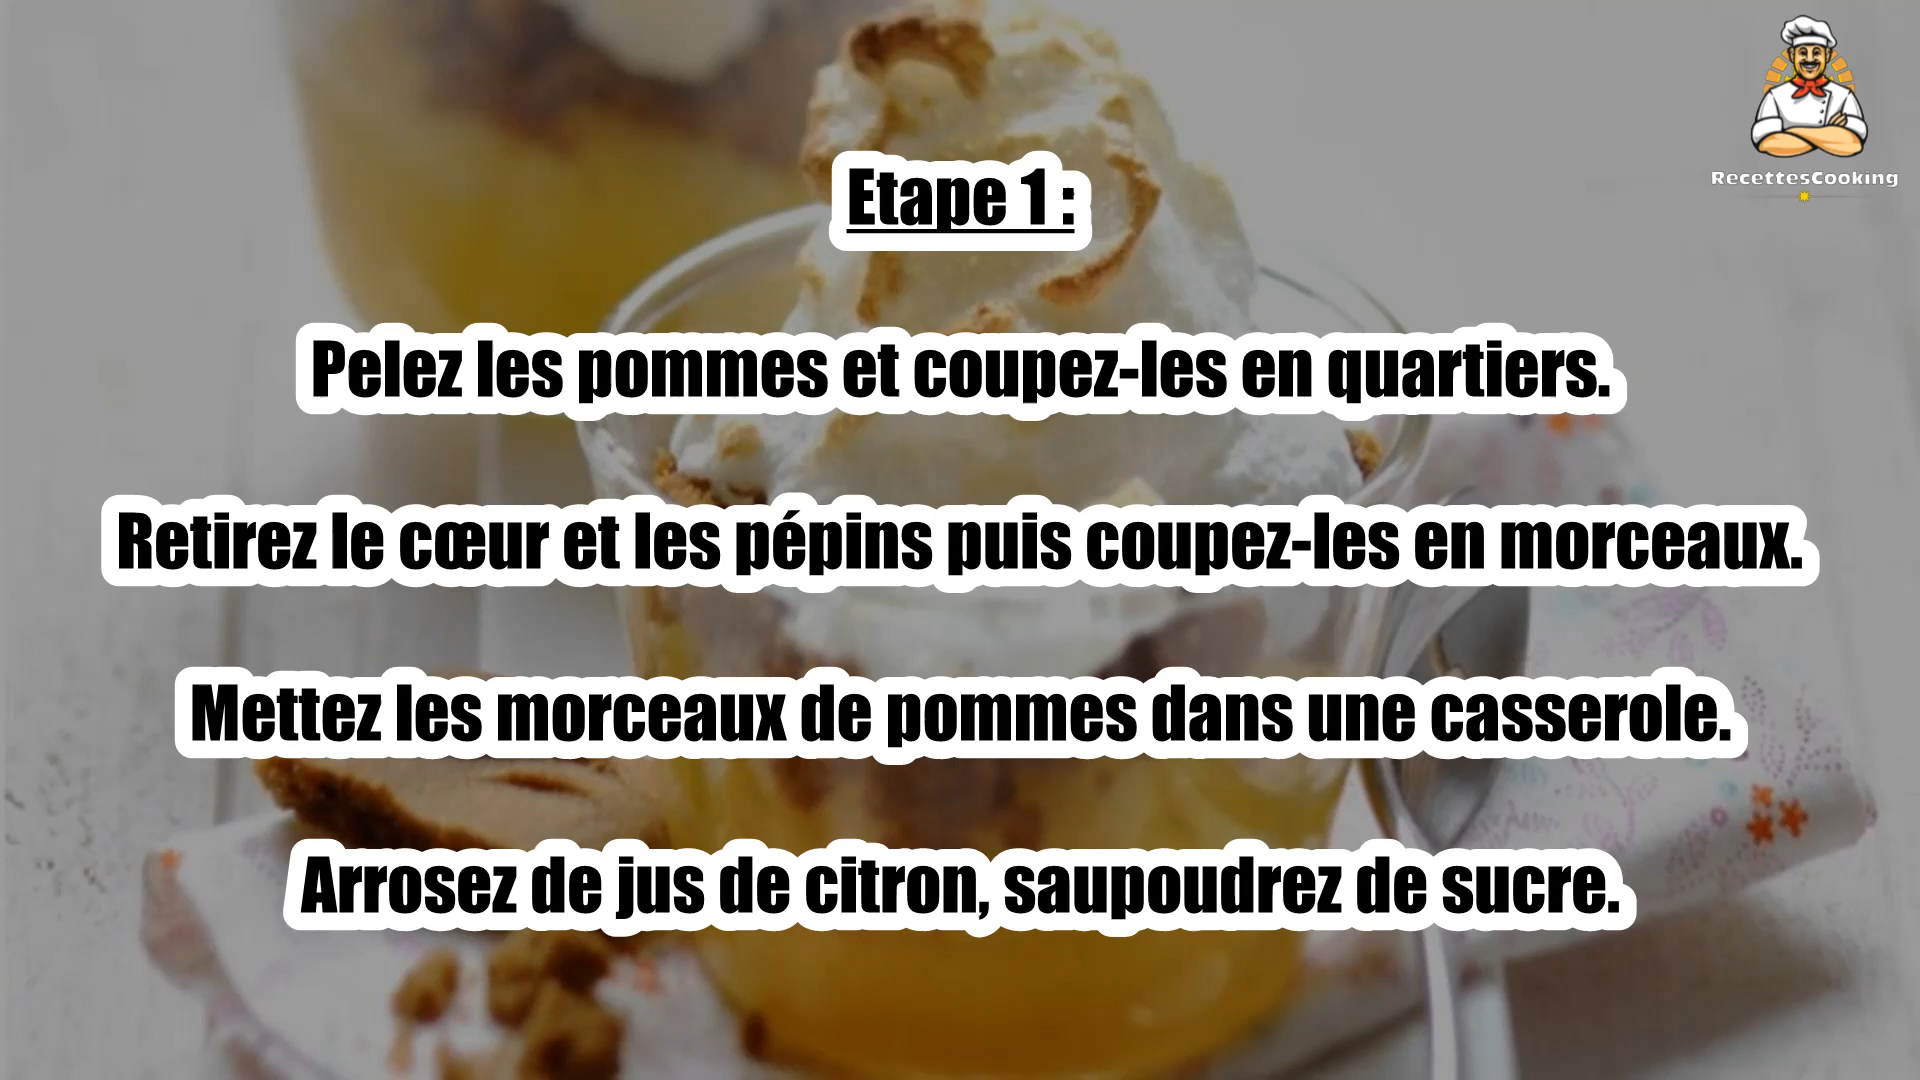 RecettesCooking
Etape 1 :
Pelez les pommes et coupez-les en quartiers.
Retirez le cœur et les pépins puis coupez-les en morceaux.
Mettez les morceaux de pommes dans une casserole.
Arrosez de jus de citron, saupoudrez de sucre.